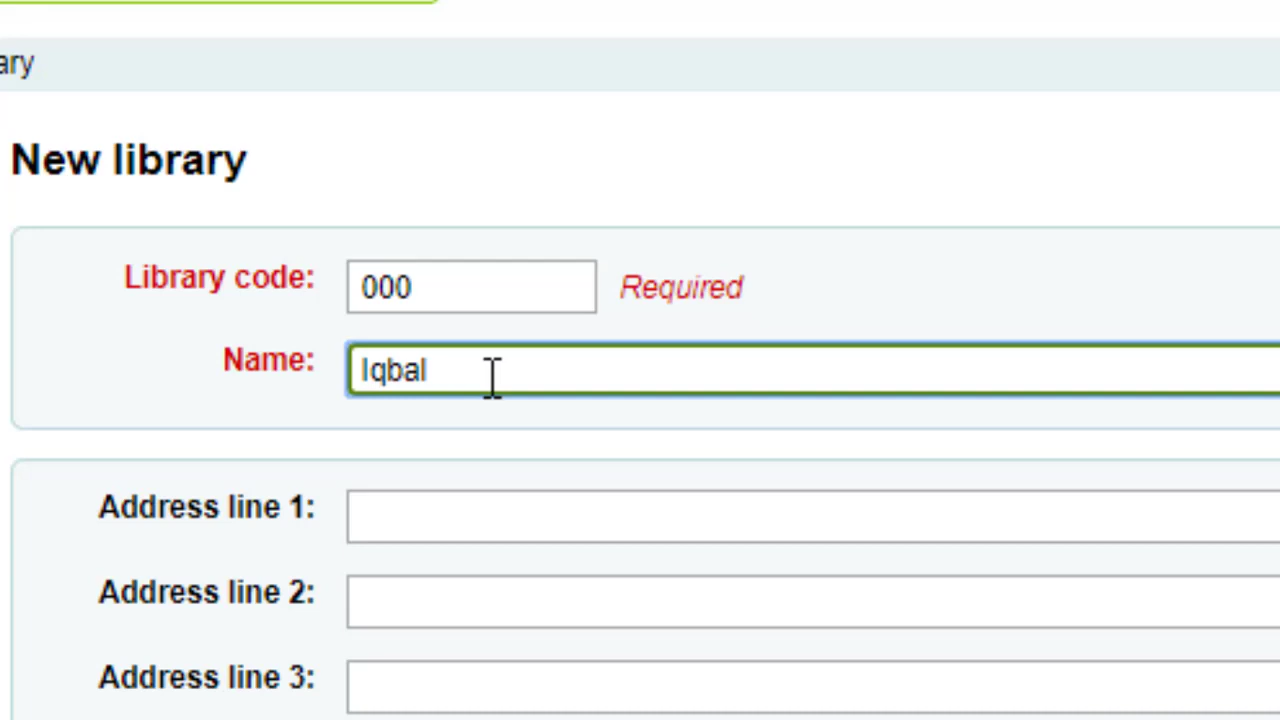 ary
New library
Library code: 000 Required
Name: Iqbal
Address line 1:
Address line 2:
Address line 3: